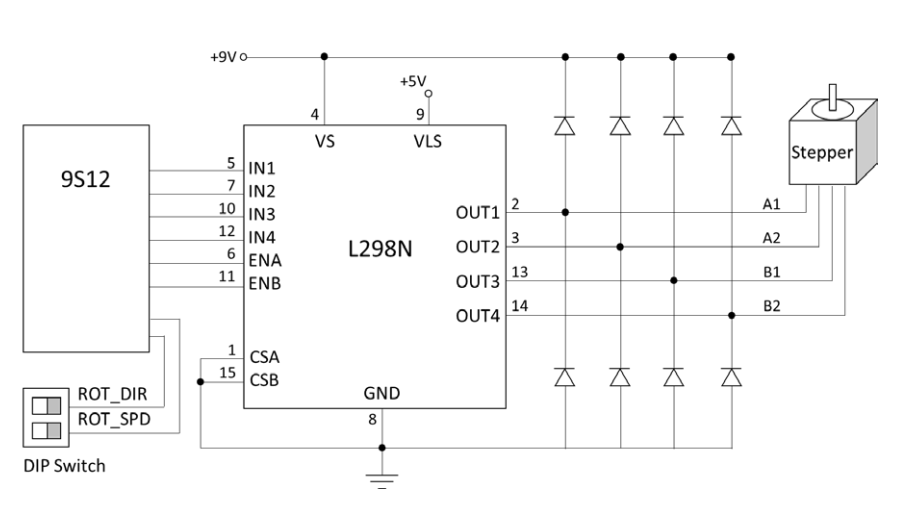 +9V
+5V
4
9
VS
VLS
9S12
5
IN1
7
IN2
10
IN3
12
IN4
6
ENA
11
ENB
L298N
OUT1
2
OUT2
3
OUT3
13
OUT4
14
A1
A2
B1
B2
Stepper
1
CSA
15
CSB
GND
8
ROT_DIR
ROT_SPD
DIP Switch